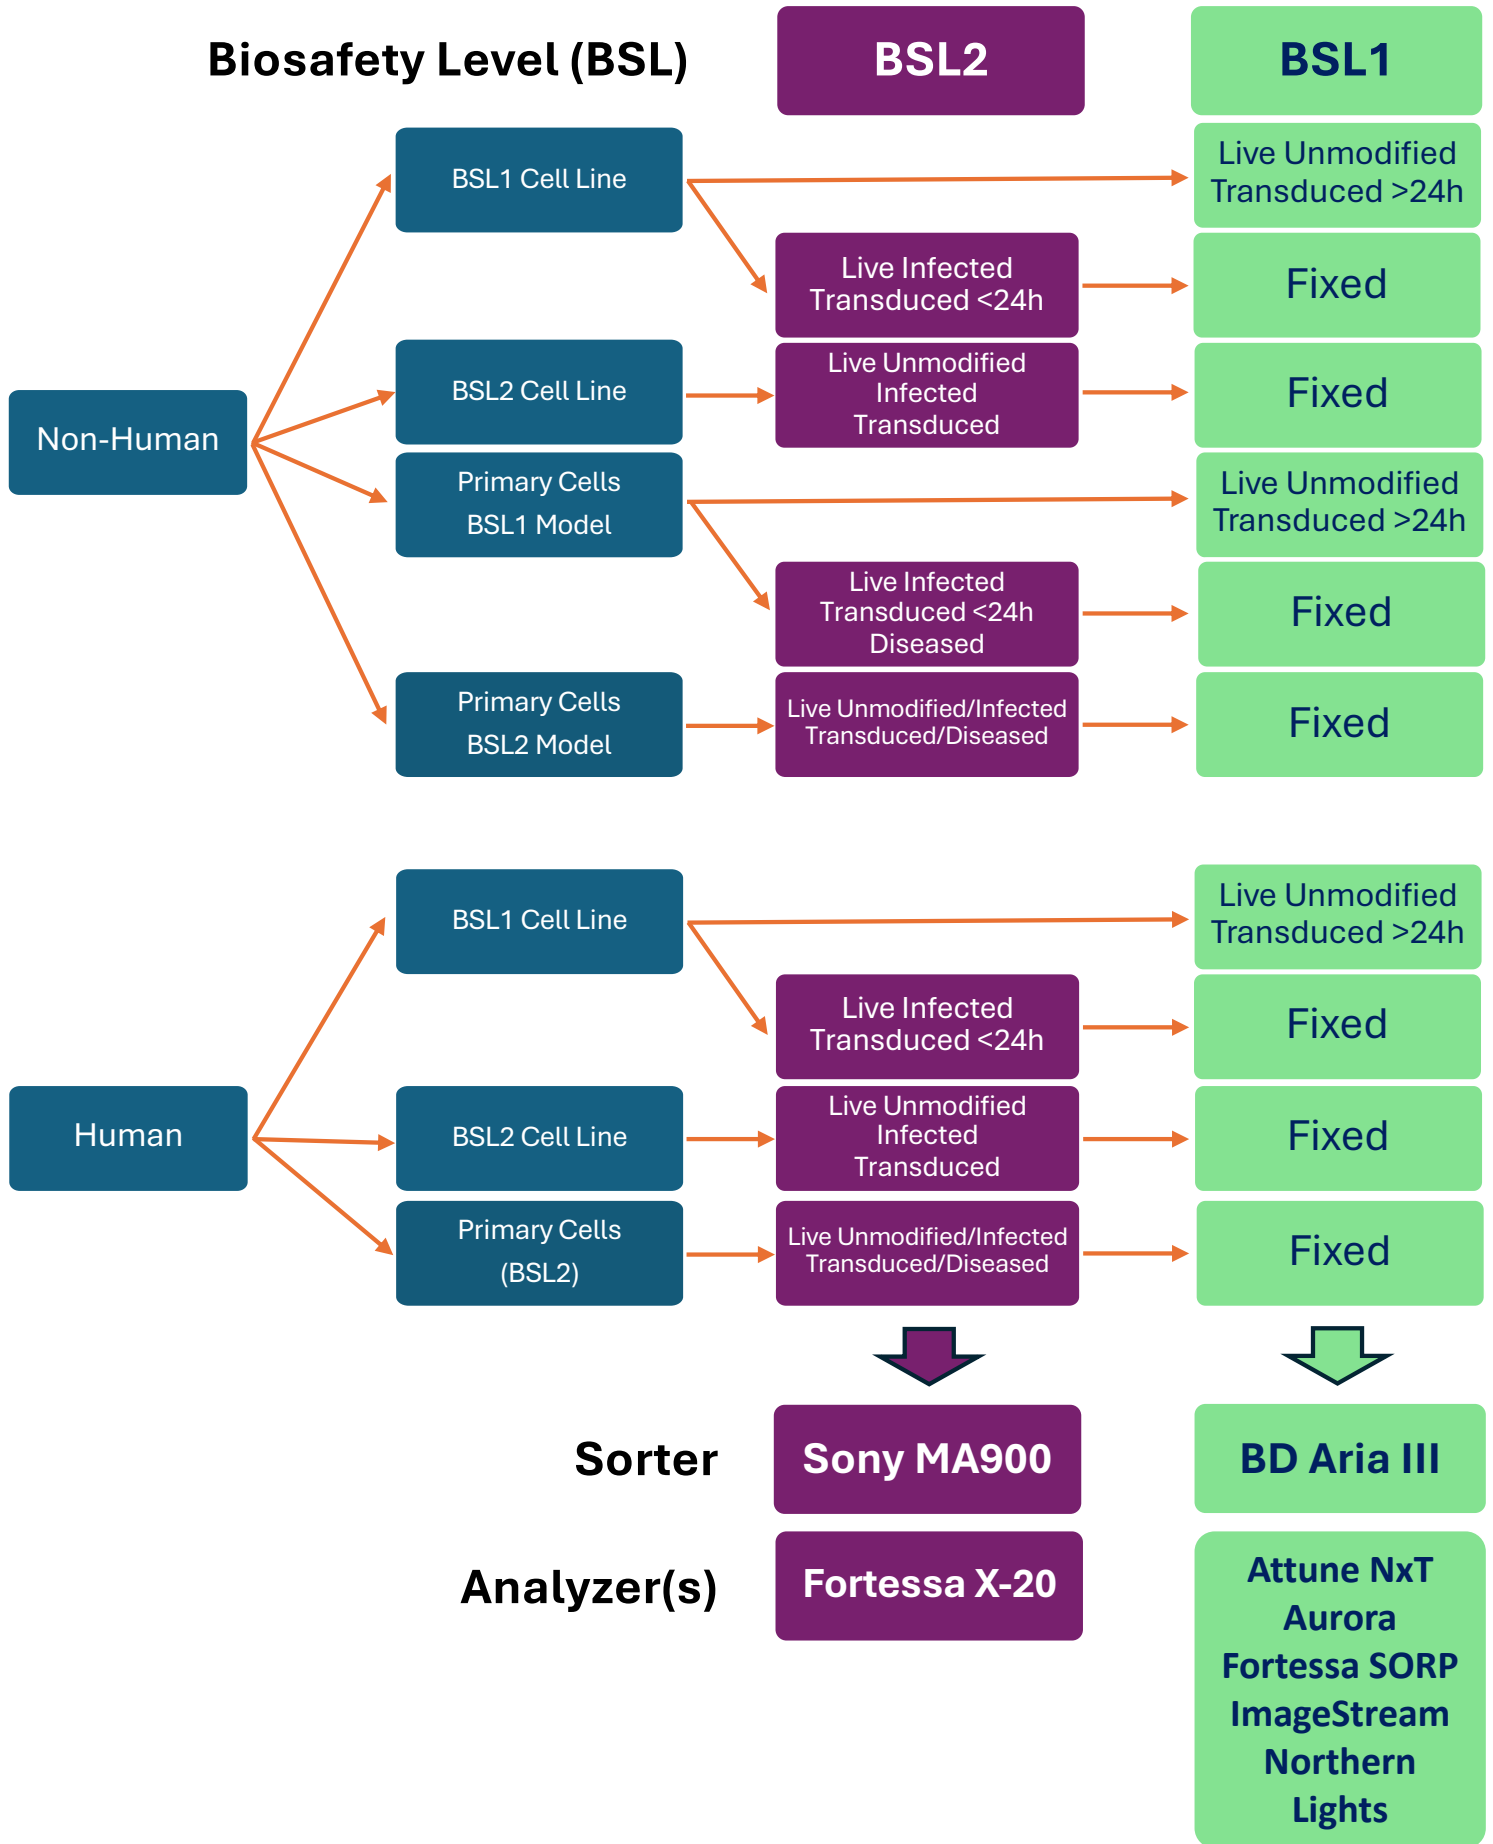 Biosafety Level (BSL)
BSL2
BSL1
BSL1 Cell Line
Live Unmodified
Transduced >24h
Live Infected
Transduced <24h
Fixed
Non-Human
BSL2 Cell Line
Live Unmodified
Infected
Transduced
Fixed
Primary Cells
BSL1 Model
Live Unmodified
Transduced >24h
Live Infected
Transduced <24h
Diseased
Fixed
Primary Cells
BSL2 Model
Live Unmodified/Infected
Transduced/Diseased
Fixed
BSL1 Cell Line
Live Unmodified
Transduced >24h
Live Infected
Transduced <24h
Fixed
Human
BSL2 Cell Line
Live Unmodified
Infected
Transduced
Fixed
Primary Cells
(BSL2)
Live Unmodified/Infected
Transduced/Diseased
Fixed
Sorter
Sony MA900
BD Aria III
Analyzer(s)
Fortessa X-20
Attune NxT
Aurora
Fortessa SORP
ImageStream
Northern
Lights